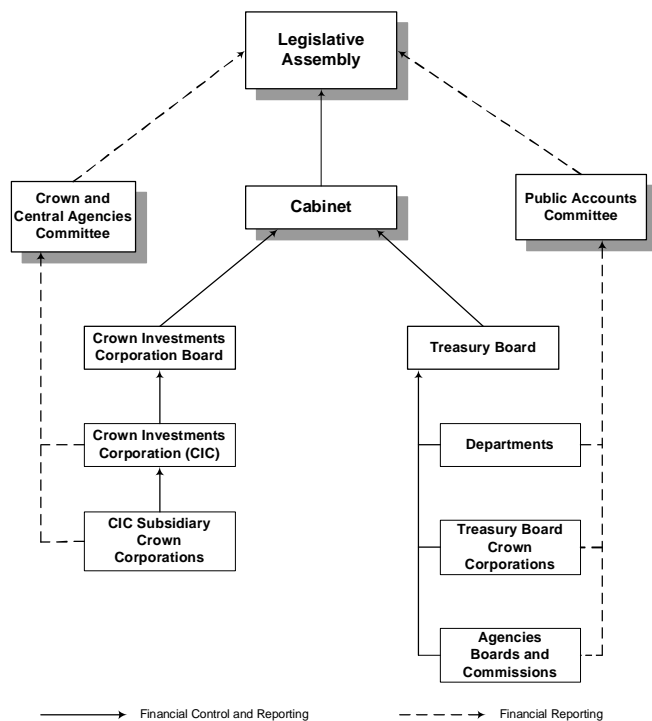 Legislative
Assembly
Crown and
Central Agencies
Committee
Cabinet
Public Accounts
Committee
Crown Investments
Corporation Board
Treasury Board
Crown Investments
Corporation (CIC)
Departments
CIC Subsidiary
Crown
Corporations
Treasury Board
Crown
Corporations
Agencies
Boards and
Commissions
Financial Control and Reporting
Financial Reporting